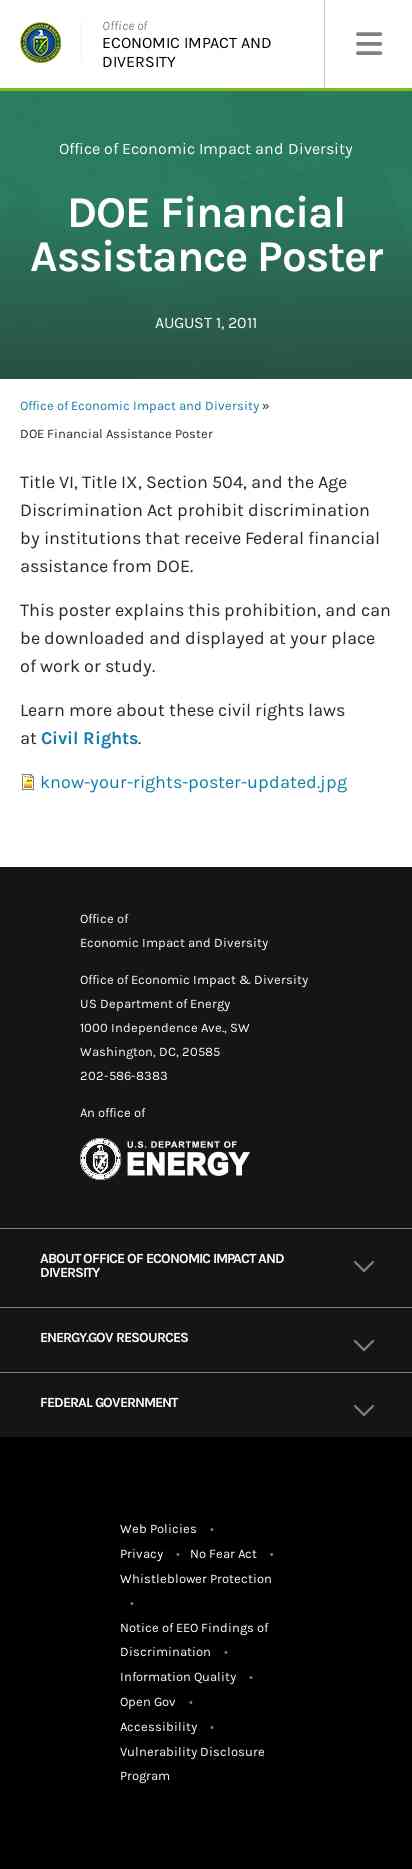 Office of
ECONOMIC IMPACT AND
DIVERSITY
Office of Economic Impact and Diversity
DOE Financial
Assistance Poster
AUGUST 1, 2011
Office of Economic Impact and Diversity »
DOE Financial Assistance Poster
Title VI, Title IX, Section 504, and the Age
Discrimination Act prohibit discrimination
by institutions that receive Federal financial
assistance from DOE.
This poster explains this prohibition, and can
be downloaded and displayed at your place
of work or study.
Learn more about these civil rights laws
at Civil Rights.
know-your-rights-poster-updated.jpg
Office of
Economic Impact and Diversity
Office of Economic Impact & Diversity
US Department of Energy
1000 Independence Ave., SW
Washington, DC, 20585
202-586-8383
An office of
U.S. DEPARTMENT OF
ENERGY
ABOUT OFFICE OF ECONOMIC IMPACT AND
DIVERSITY
ENERGY.GOV RESOURCES
FEDERAL GOVERNMENT
Web Policies •
Privacy • No Fear Act •
Whistleblower Protection
•
Notice of EEO Findings of
Discrimination •
Information Quality •
Open Gov •
Accessibility •
Vulnerability Disclosure
Program